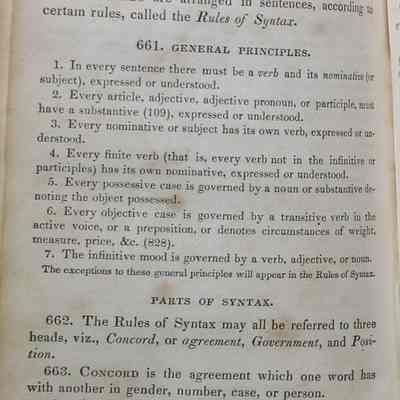 are arranged in sentences, according to
certain rules, called the Rules of Syntax.
661. GENERAL PRINCIPLES.
1. In every sentence there must be a verb and its nominative (or
subject), expressed or understood.
2. Every article, adjective, adjective pronoun, or participle, must
have a substantive (109), expressed or understood.
3. Every nominative or subject has its own verb, expressed or un-
derstood.
4. Every finite verb (that is, every verb not in the infinitive or
participles) has its own nominative, expressed or understood.
5. Every possessive case is governed by a noun or substantive de-
noting the object possessed.
6. Every objective case is governed by a transitive verb in the
active voice, or a preposition, or denotes circumstances of weight,
measure, price, &c. (828).
7. The infinitive mood is governed by a verb, adjective, or noun.
The exceptions to these general principles will appear in the Rules of Syntax.
PARTS OF SYNTAX.
662. The Rules of Syntax may all be referred to three
heads, viz., Concord, or agreement, Government, and Posi-
tion.
663. CONCORD is the agreement which one word has
with another in gender, number, case, or person.